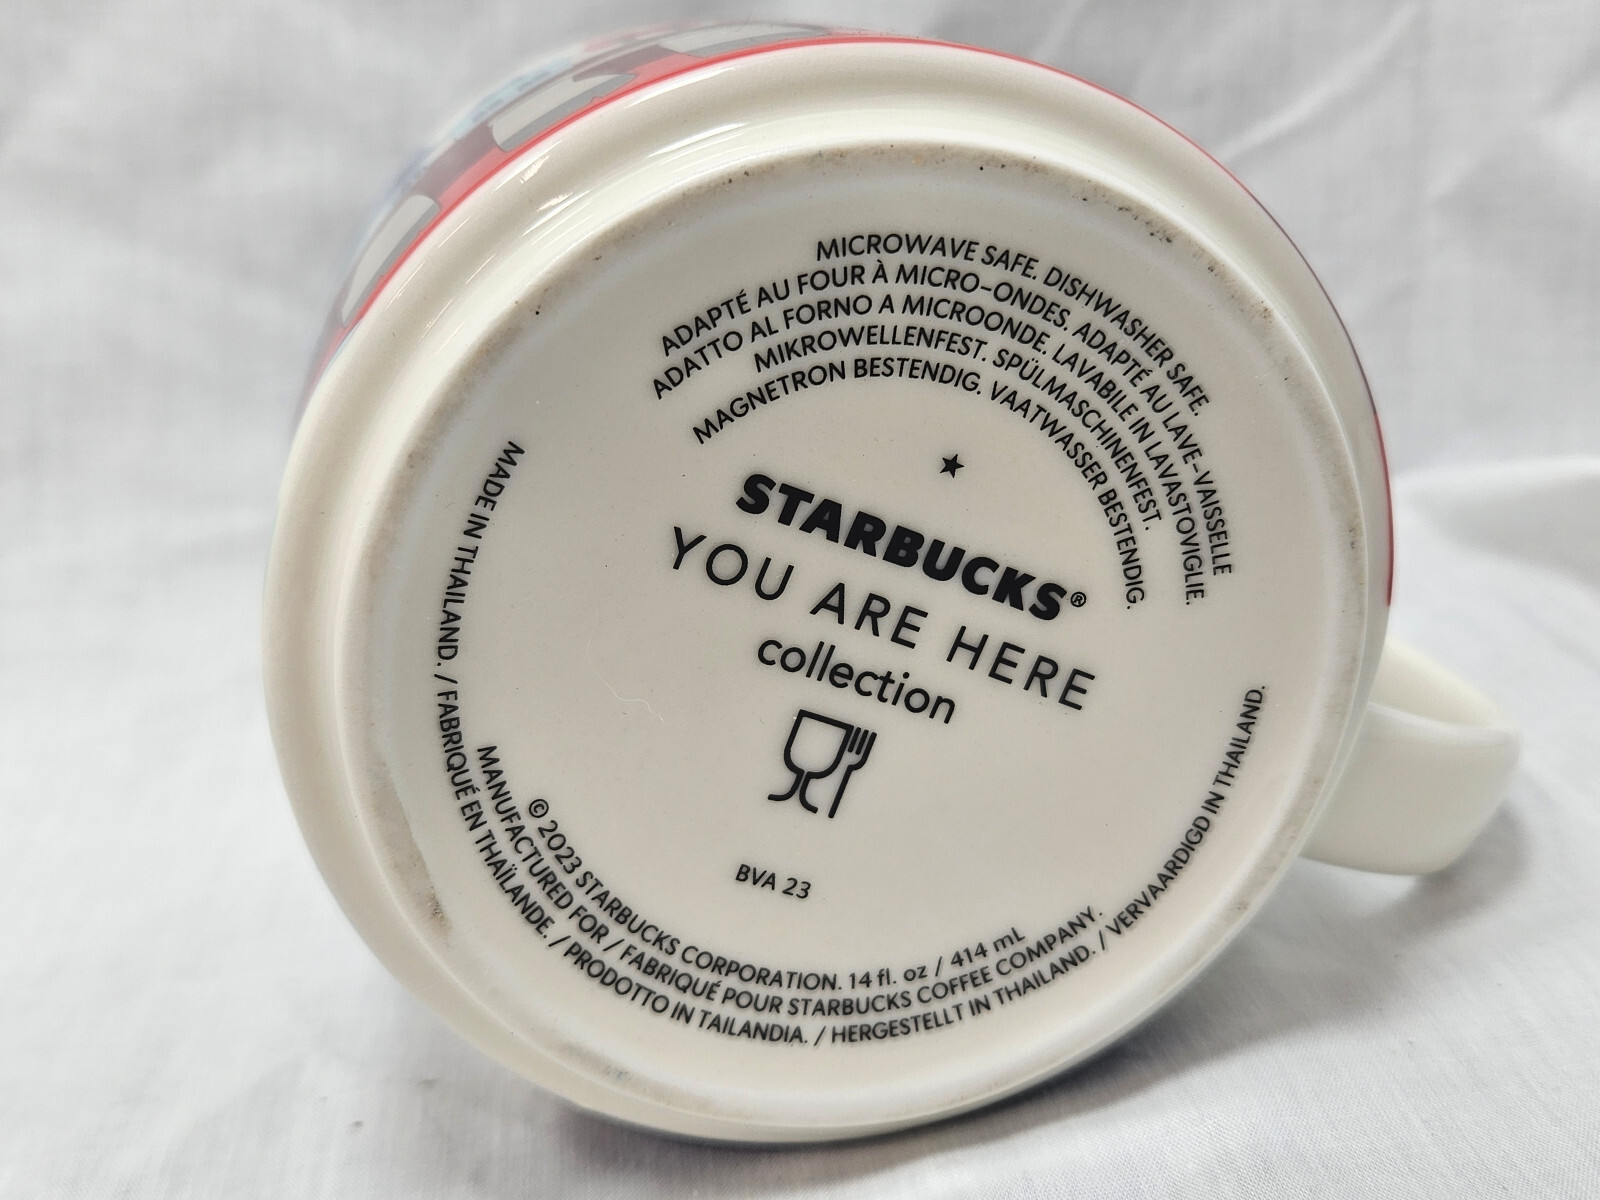 MICROWAVE SAFE. DISHWASHER SAFE.
ADAPTÉ AU FOUR À MICRO-ONDES. ADAPTÉ AU LAVE-VAISSELLE
ADATTO AL FORNO A MICROONDE. LAVABILE IN LAVASTOVIGLIE.
MIKROWELLENFEST. SPÜLMASCHINENFEST.
MAGNETRON BESTENDIG. VAATWASSER BESTENDIG.
STARBUCKS®
YOU ARE HERE
collection
BVA 23
© 2023 STARBUCKS CORPORATION. 14 fl. oz / 414 mL
MANUFACTURED FOR / FABRIQUÉ POUR STARBUCKS COFFEE COMPANY.
MADE IN THAILAND. / FABRIQUÉ EN THAÏLANDE. / PRODOTTO IN TAILANDIA. / HERGESTELLT IN THAILAND. / VERVAARDIGD IN THAILAND.